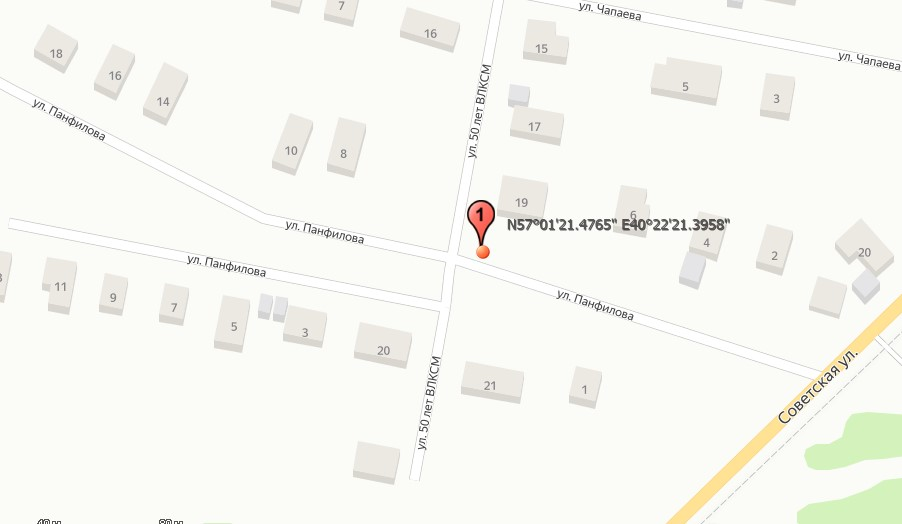 7
ул. Чапаева
16
15
18
16
14
ул. Чапаева
5
3
ул. 50 лет ВЛКСМ
ул. Панфилова
17
10
8
19
6
1
N57°01'21.4765" E40°22'21.3958"
4
2
20
ул. Панфилова
ул. Панфилова
11
9
7
5
3
20
ул. Панфилова
21
1
ул. 50 лет ВЛКСМ
Советская ул.